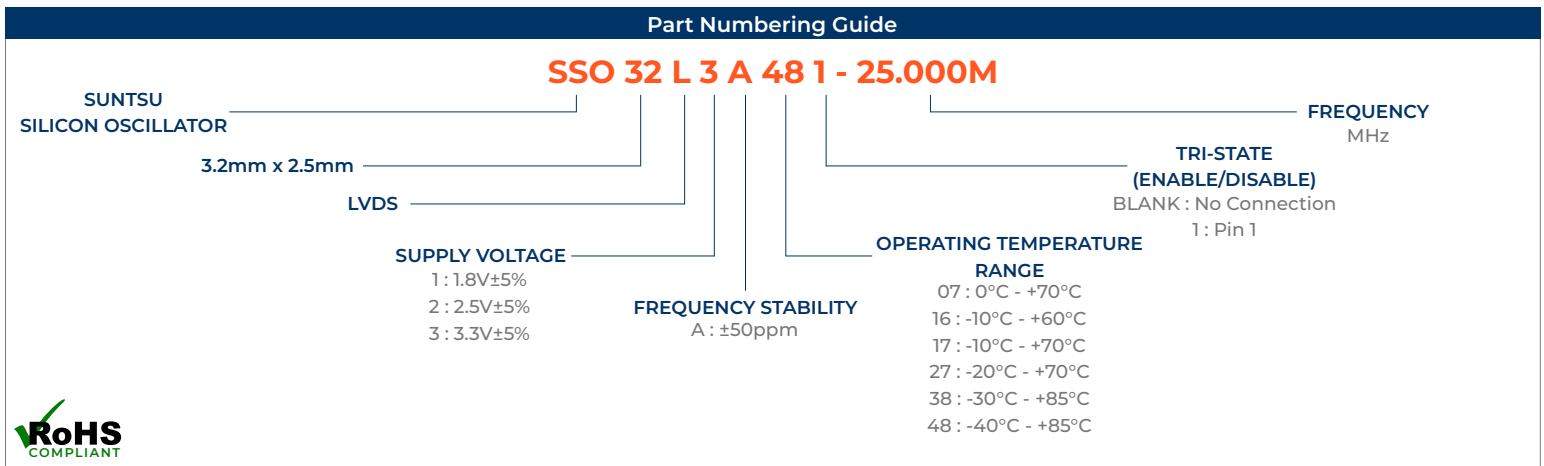 Part Numbering Guide
SSO 32 L 3 A 48 1 - 25.000M
SUNTSU
SILICON OSCILLATOR
3.2mm x 2.5mm
LVDS
SUPPLY VOLTAGE
1 : 1.8V±5%
2 : 2.5V±5%
3 : 3.3V±5%
FREQUENCY STABILITY
A : ±50ppm
OPERATING TEMPERATURE
RANGE
07 : 0°C - +70°C
16 : -10°C - +60°C
17 : -10°C - +70°C
27 : -20°C - +70°C
38 : -30°C - +85°C
48 : -40°C - +85°C
TRI-STATE
(ENABLE/DISABLE)
BLANK : No Connection
1 : Pin 1
FREQUENCY
MHz
RoHS
COMPLIANT